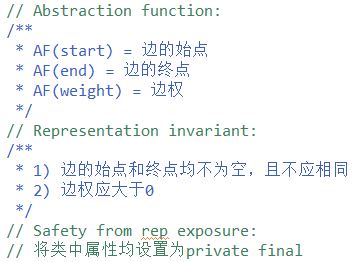 // Abstraction function:
/**
 * AF(start) = 边的始点
 * AF(end) = 边的终点
 * AF(weight) = 边权
 */
// Representation invariant:
/**
 * 1) 边的始点和终点均不为空，且不应相同
 * 2) 边权应大于0
 */
// Safety from rep exposure:
// 将类中属性均设置为private final